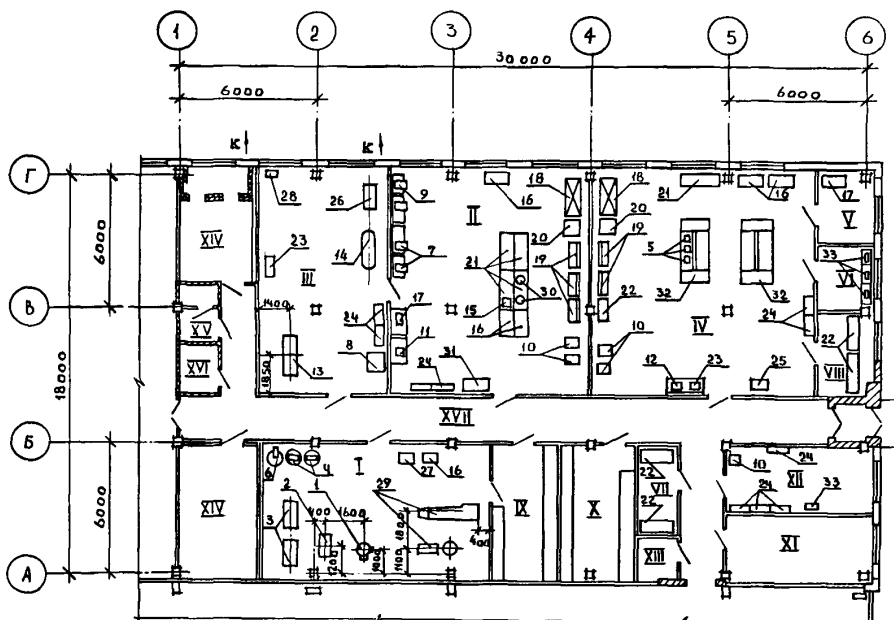 1 2 3 4 5 6
30 000
6000 6000
К К
Г
28 26 9 II 16 18 18 21 16 17
V
6000
XIV 23 III 14 7 20 20 5
21 19 19 33
VI
30
В
1400 17 15 22 32 32
XV 24 16 IV 24
18000
XVI 8 11 10 10 22
VIII
1850 13 24 31 12 23 25
XVII
Б
I
6 4 27 16 22 VII 10 24 XII
2 1 29
3 400 1600 24 33
6000
XIV IX X 22
1800 400
XI
XIII
1200 1000 1100
А